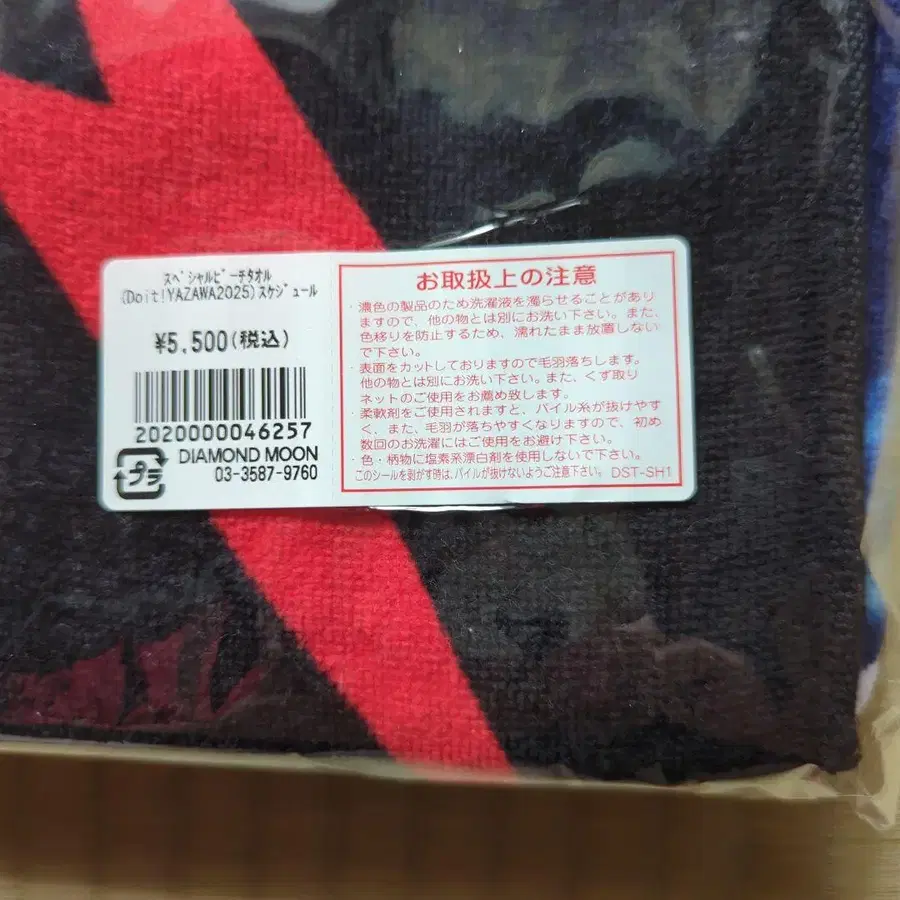 スペシャルビーチタオル
(Doit!YAZAWA2025)スケジュール
¥5,500(税込)
2020000046257
DIAMOND MOON
03-3587-9760
プラ
お取扱上の注意
・濃色の製品のため洗濯液を濁らせることがあり
ますので、他の物とは別にお洗い下さい。また、
色移りを防止するため、濡れたまま放置しない
で下さい。
・表面をカットしておりますので毛羽落ちします。
他の物とは別にお洗い下さい。また、くず取り
ネットのご使用をお薦め致します。
・柔軟剤をご使用されますと、パイル糸が抜けやす
く、また、毛羽が落ちやすくなりますので、初め
数回のお洗濯にはご使用をお避け下さい。
・色・柄物に塩素系漂白剤を使用しないで下さい。
このシールを剥がす時は、パイルが抜けないようご注意下さい。 DST-SH1